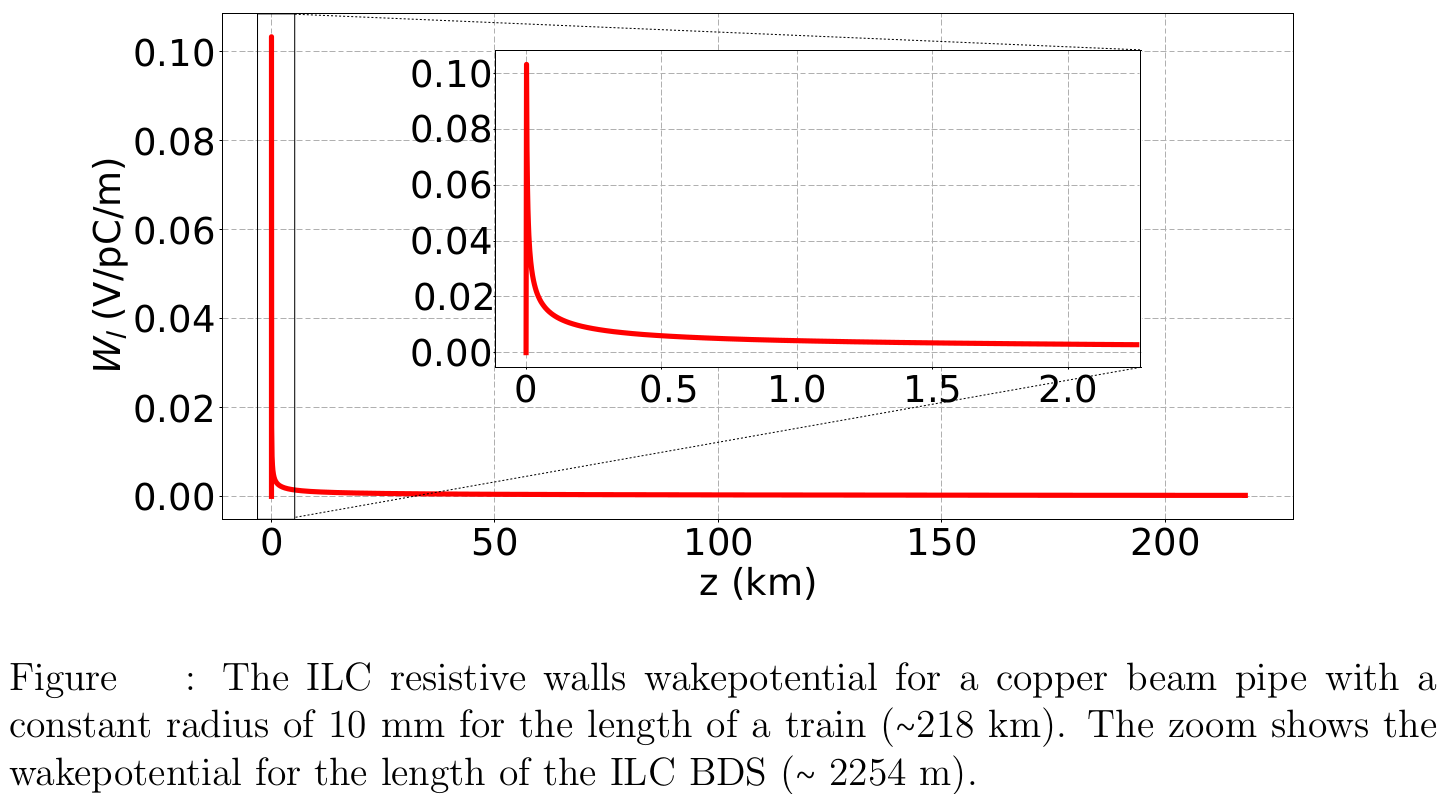 0.10
0.08
0.06
0.04
0.02
0.00
W_l (V/pC/m)
0.10
0.08
0.06
0.04
0.02
0.00
0 0.5 1.0 1.5 2.0
0 50 100 150 200
z (km)
Figure : The ILC resistive walls wakepotential for a copper beam pipe with a
constant radius of 10 mm for the length of a train (~218 km). The zoom shows the
wakepotential for the length of the ILC BDS (~ 2254 m).